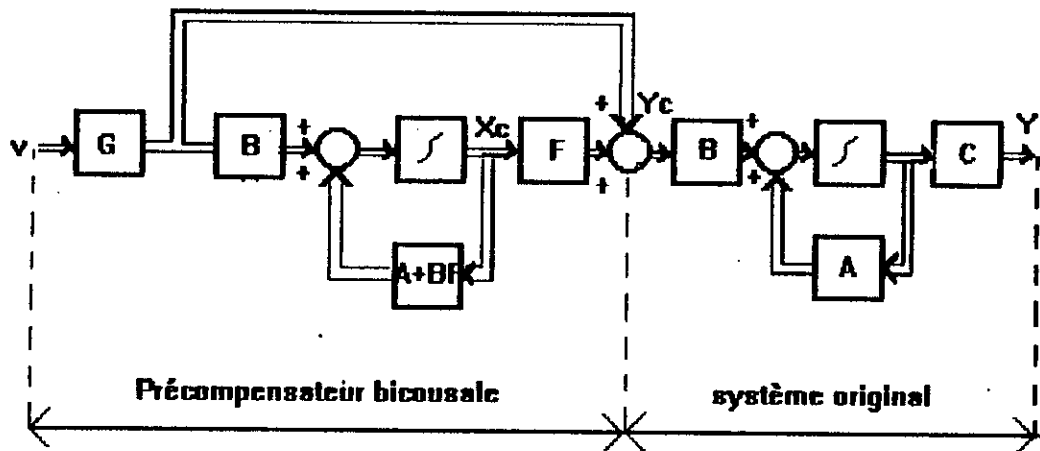 + Yc
Y
v G B + + ∫ Xc F + B + + ∫ C
A+BF
A
Précompensateur bicousale
système original